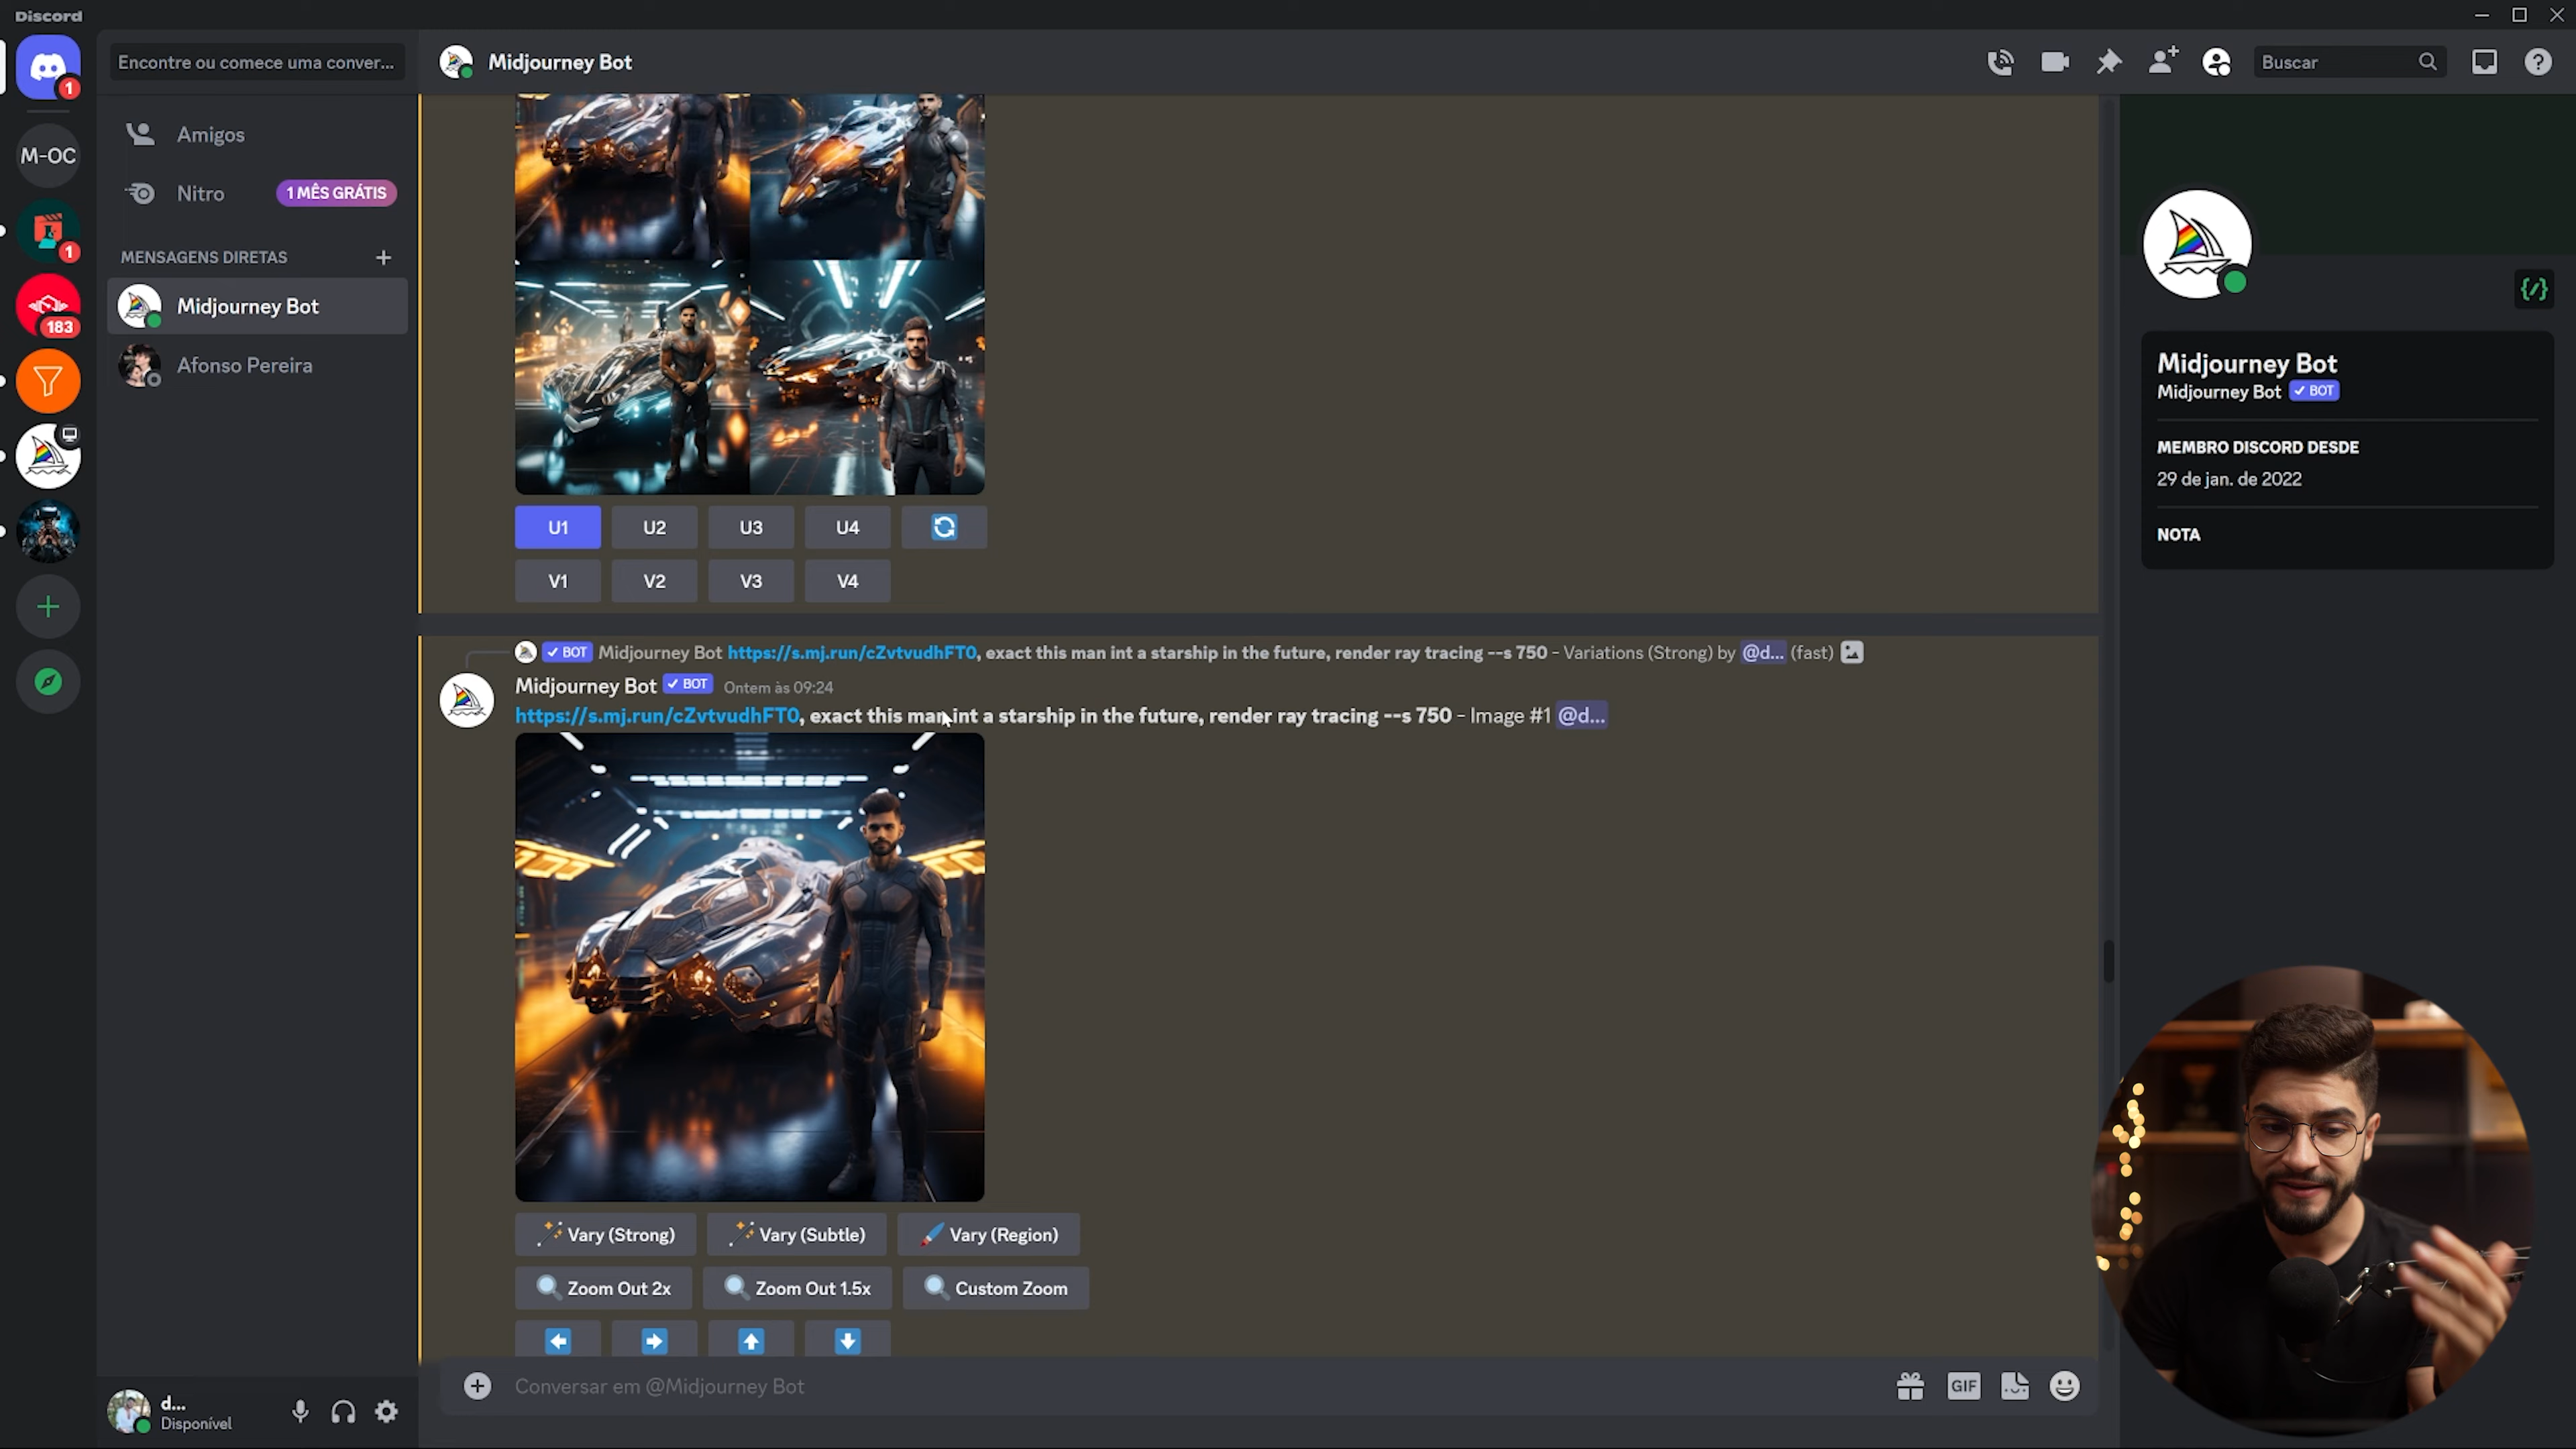 Discord
Encontre ou comece uma conver...
Midjourney Bot
Buscar
1
M-OC
1
183
Amigos
Nitro
1 MÊS GRÁTIS
MENSAGENS DIRETAS
Midjourney Bot
Afonso Pereira
U1 U2 U3 U4
V1 V2 V3 V4
BOT Midjourney Bot https://s.mj.run/cZvtvudhFT0, exact this man int a starship in the future, render ray tracing --s 750 - Variations (Strong) by @d... (fast)
Midjourney Bot BOT Ontem às 09:24
https://s.mj.run/cZvtvudhFT0, exact this man int a starship in the future, render ray tracing --s 750 - Image #1 @d...
Vary (Strong) Vary (Subtle) Vary (Region)
Zoom Out 2x Zoom Out 1.5x Custom Zoom
Conversar em @Midjourney Bot
GIF
d...
Disponível
Midjourney Bot
Midjourney Bot BOT
MEMBRO DISCORD DESDE
29 de jan. de 2022
NOTA